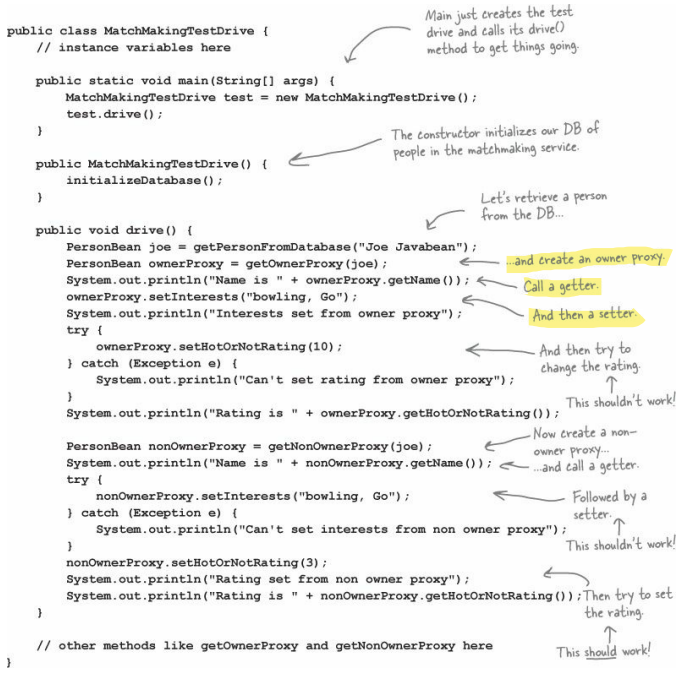 Main just creates the test
drive and calls its drive()
method to get things going.
public class MatchMakingTestDrive {
// instance variables here
public static void main(String[] args) {
MatchMakingTestDrive test = new MatchMakingTestDrive();
test.drive();
}
The constructor initializes our DB of
people in the matchmaking service.
public MatchMakingTestDrive() {
initializeDatabase();
}
Let's retrieve a person
from the DB...
public void drive() {
PersonBean joe = getPersonFromDatabase("Joe Javabean");
PersonBean ownerProxy = getOwnerProxy(joe);
...and create an owner proxy.
System.out.println("Name is " + ownerProxy.getName());
Call a getter.
ownerProxy.setInterests("bowling, Go");
System.out.println("Interests set from owner proxy");
And then a setter.
try {
ownerProxy.setHotOrNotRating(10);
And then try to
change the rating.
} catch (Exception e) {
System.out.println("Can't set rating from owner proxy");
}
This shouldn't work!
System.out.println("Rating is " + ownerProxy.getHotOrNotRating());
PersonBean nonOwnerProxy = getNonOwnerProxy(joe);
Now create a non-
owner proxy...
System.out.println("Name is " + nonOwnerProxy.getName());
...and call a getter.
try {
nonOwnerProxy.setInterests("bowling, Go");
Followed by a
setter.
} catch (Exception e) {
System.out.println("Can't set interests from non owner proxy");
}
This shouldn't work!
nonOwnerProxy.setHotOrNotRating(3);
System.out.println("Rating set from non owner proxy");
System.out.println("Rating is " + nonOwnerProxy.getHotOrNotRating());
Then try to set
the rating.
}
This should work!
// other methods like getOwnerProxy and getNonOwnerProxy here
}